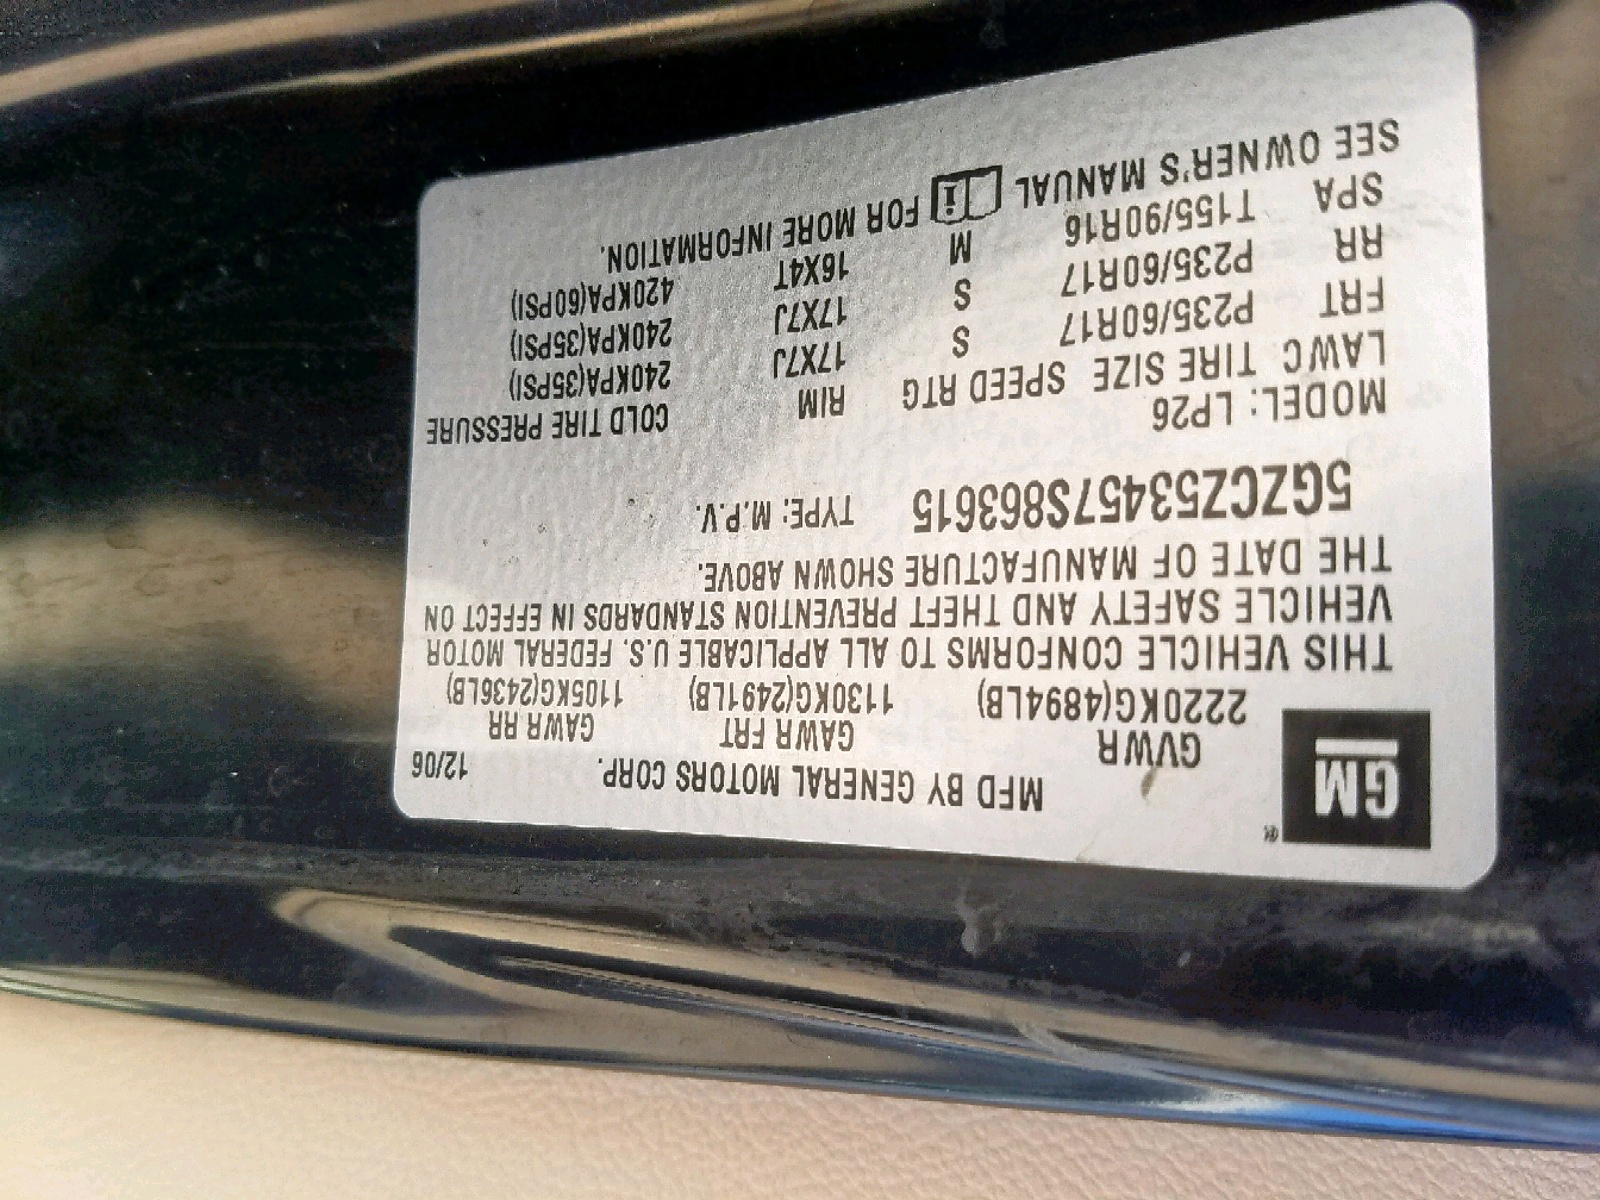 GM
MFD BY GENERAL MOTORS CORP. 12/06
GVWR GAWR FRT GAWR RR
2220KG(4894LB) 1130KG(2491LB) 1105KG(2436LB)
THIS VEHICLE CONFORMS TO ALL APPLICABLE U.S. FEDERAL MOTOR
VEHICLE SAFETY AND THEFT PREVENTION STANDARDS IN EFFECT ON
THE DATE OF MANUFACTURE SHOWN ABOVE.
5GZCZ53457S863615 TYPE: M.P.V.
MODEL: LP26
LAWC TIRE SIZE SPEED RTG RIM COLD TIRE PRESSURE
FRT P235/60R17 S 17X7J 240KPA(35PSI)
RR P235/60R17 S 17X7J 240KPA(35PSI)
SPA T155/90R16 M 16X4T 420KPA(60PSI)
SEE OWNER'S MANUAL FOR MORE INFORMATION.